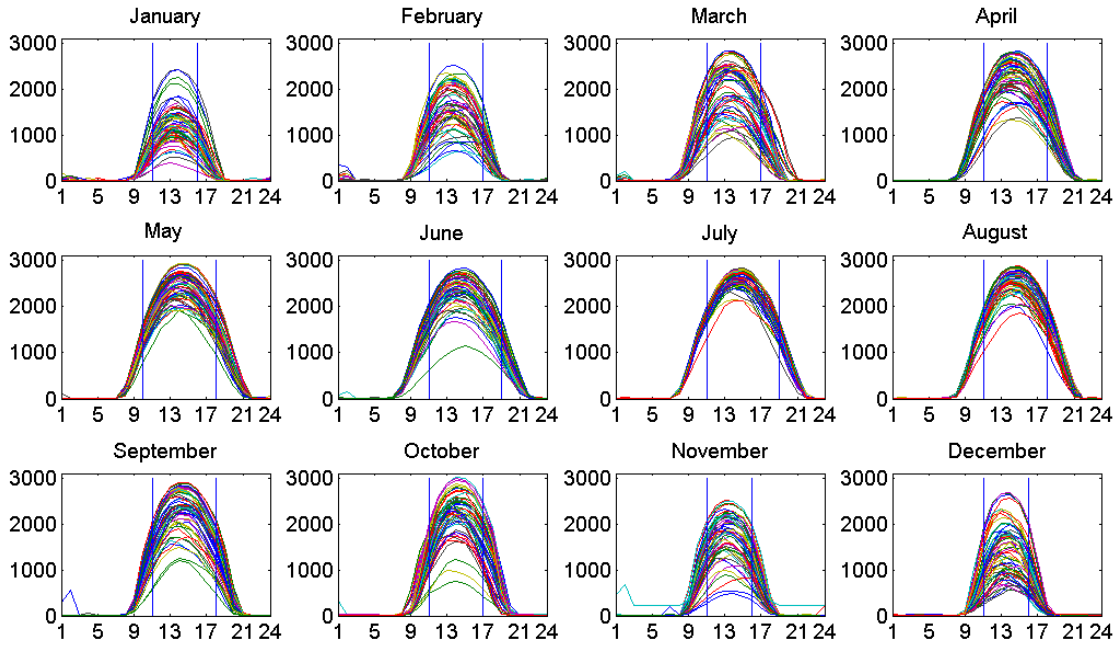 January February March April
3000 3000 3000 3000
2000 2000 2000 2000
1000 1000 1000 1000
0 0 0 0
1 5 9 13 17 21 24 1 5 9 13 17 21 24 1 5 9 13 17 21 24 1 5 9 13 17 21 24
May June July August
3000 3000 3000 3000
2000 2000 2000 2000
1000 1000 1000 1000
0 0 0 0
1 5 9 13 17 21 24 1 5 9 13 17 21 24 1 5 9 13 17 21 24 1 5 9 13 17 21 24
September October November December
3000 3000 3000 3000
2000 2000 2000 2000
1000 1000 1000 1000
0 0 0 0
1 5 9 13 17 21 24 1 5 9 13 17 21 24 1 5 9 13 17 21 24 1 5 9 13 17 21 24